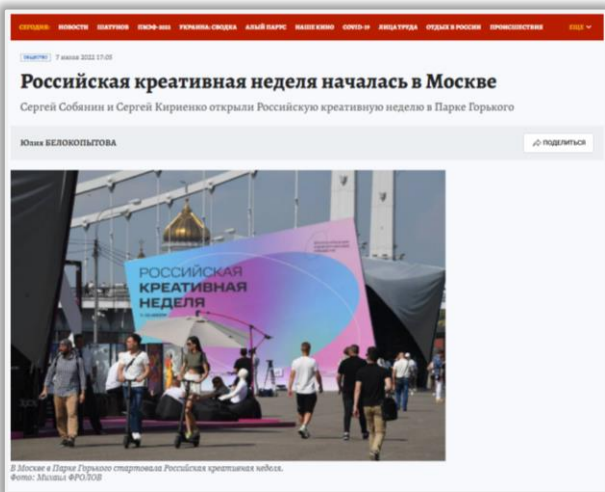 СЕГОДНЯ: НОВОСТИ ШАТУНОВ ПМЭФ-2022 УКРАИНА: СВОДКА АЛЫЙ ПАРУС НАШЕ КИНО COVID-19 ЛИЦА ТРУДА ОТДЫХ В РОССИИ ПРОИСШЕСТВИЯ ЕЩЕ
ОБЩЕСТВО 7 июля 2022 17:05
Российская креативная неделя началась в Москве
Сергей Собянин и Сергей Кириенко открыли Российскую креативную неделю в Парке Горького
Юлия БЕЛОКОПЫТОВА
ПОДЕЛИТЬСЯ
РОССИЙСКАЯ
КРЕАТИВНАЯ
НЕДЕЛЯ
В Москве в Парке Горького стартовала Российская креативная неделя.
Фото: Михаил ФРОЛОВ